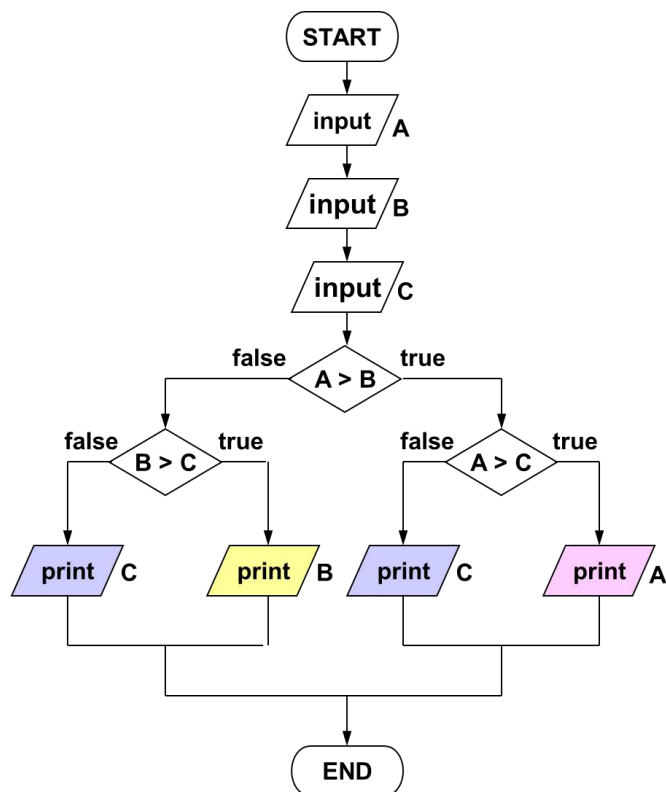 START
input A
input B
input C
false true
A > B
false true false true
B > C A > C
print C print B print C print A
END